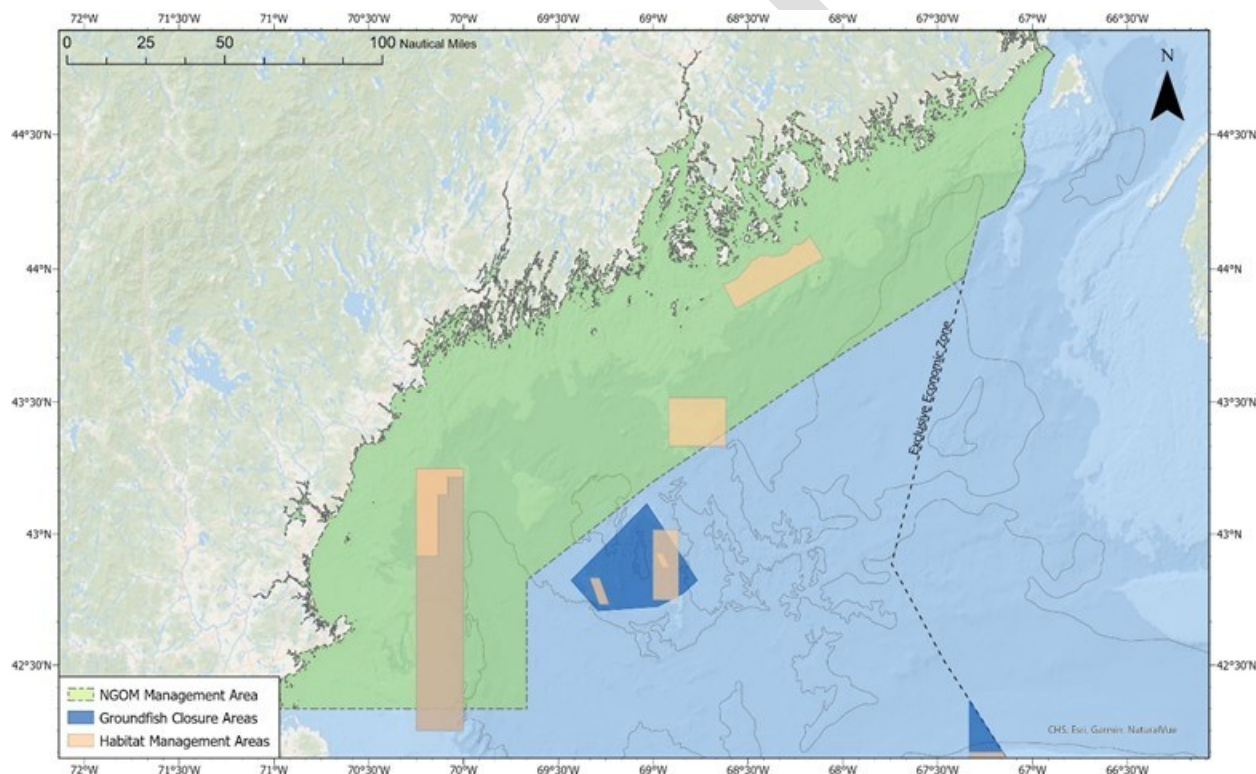 72°W 71°30'W 71°W 70°30'W 70°W 69°30'W 69°W 68°30'W 68°W 67°30'W 67°W 66°30'W
0 25 50 100 Nautical Miles
N
44°30'N 44°30'N
44°N 44°N
Exclusive Economic Zone
43°30'N 43°30'N
43°N 43°N
42°30'N 42°30'N
NGOM Management Area
Groundfish Closure Areas
Habitat Management Areas
CHS, Esri, Garmin, NaturalVue
72°W 71°30'W 71°W 70°30'W 70°W 69°30'W 69°W 68°30'W 68°W 67°30'W 67°W 66°30'W